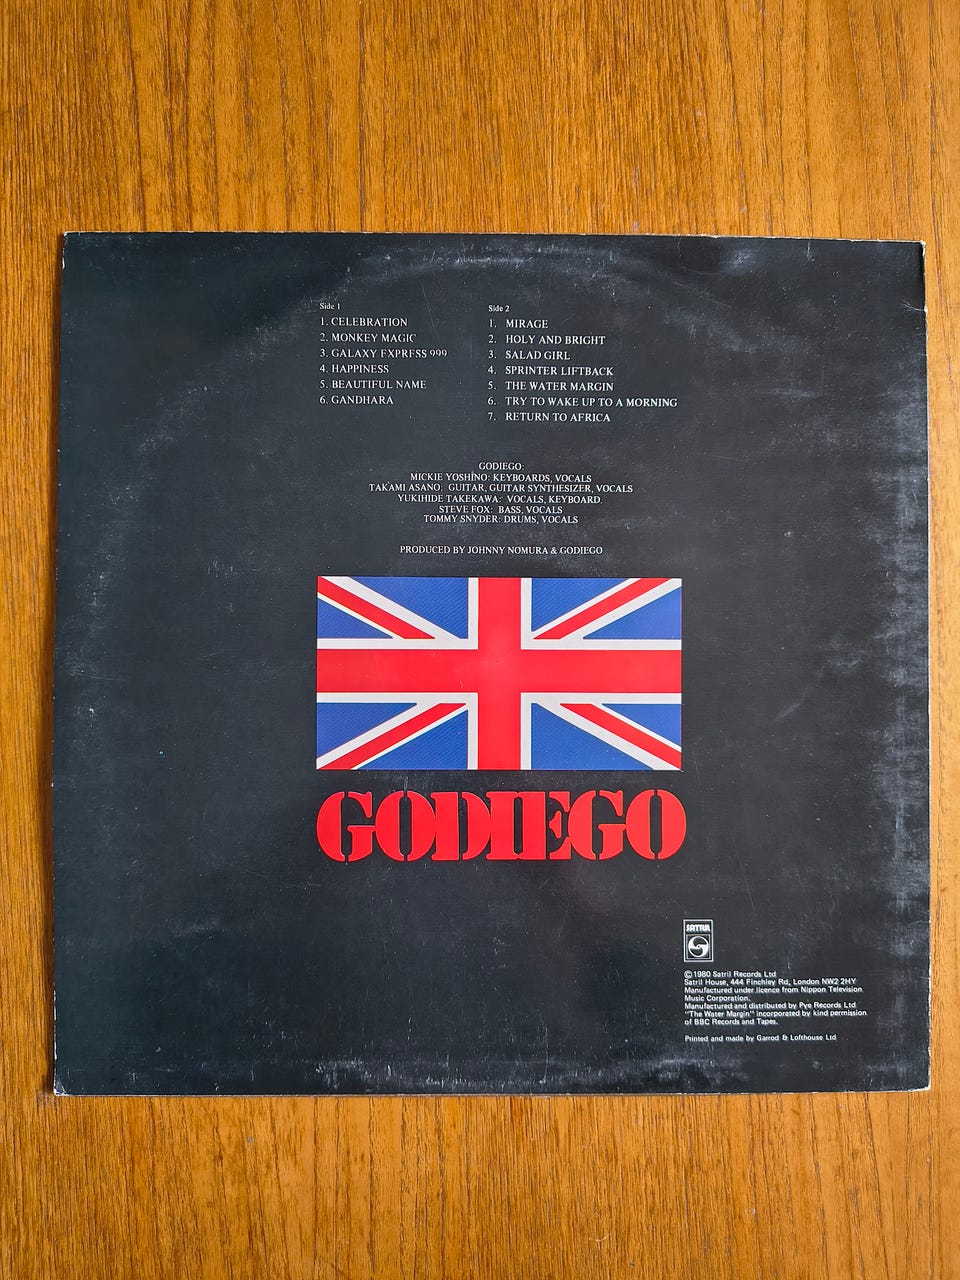 Side 1
1. CELEBRATION
2. MONKEY MAGIC
3. GALAXY EXPRESS 999
4. HAPPINESS
5. BEAUTIFUL NAME
6. GANDHARA
Side 2
1. MIRAGE
2. HOLY AND BRIGHT
3. SALAD GIRL
4. SPRINTER LIFTBACK
5. THE WATER MARGIN
6. TRY TO WAKE UP TO A MORNING
7. RETURN TO AFRICA
GODIEGO:
MICKIE YOSHINO: KEYBOARDS, VOCALS
TAKAMI ASANO: GUITAR, GUITAR SYNTHESIZER, VOCALS
YUKIHIDE TAKEKAWA: VOCALS, KEYBOARD.
STEVE FOX: BASS, VOCALS
TOMMY SNYDER: DRUMS, VOCALS
PRODUCED BY JOHNNY NOMURA & GODIEGO
GODIEGO
SATRIL
©1980 Satril Records Ltd
Satril House, 444 Finchley Rd, London NW2 2HY
Manufactured under licence from Nippon Television
Music Corporation.
Manufactured and distributed by Pye Records Ltd
"The Water Margin" incorporated by kind permission
of BBC Records and Tapes.
Printed and made by Garrod & Lofthouse Ltd